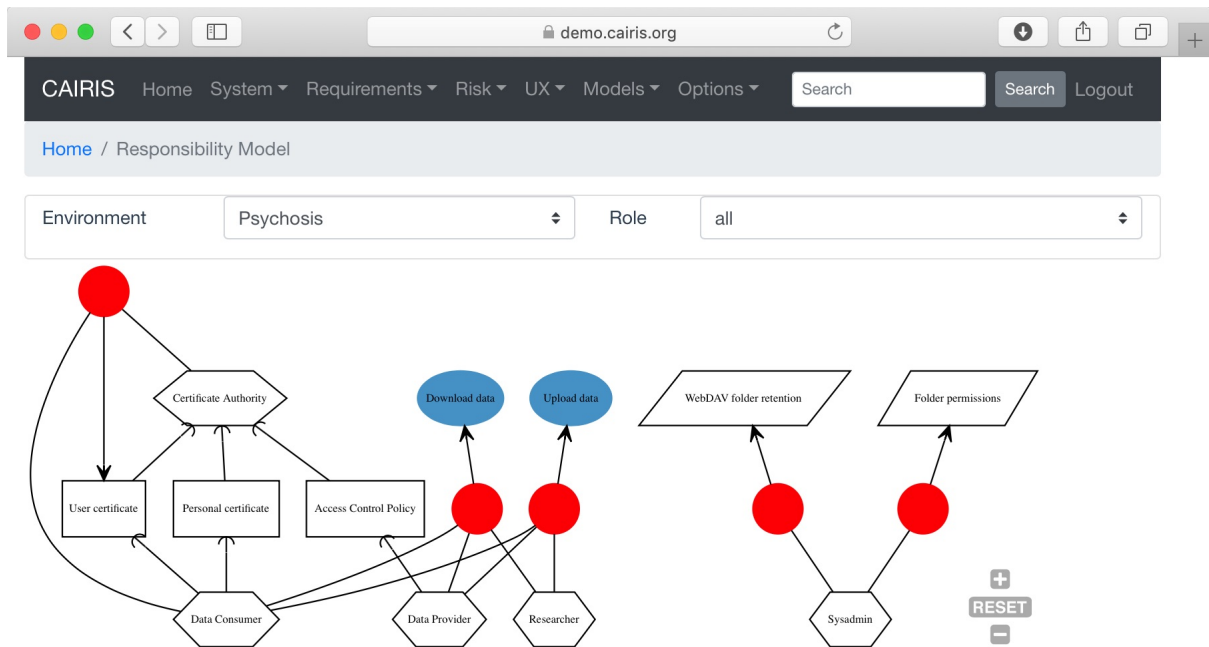 demo.cairis.org
CAIRIS Home System Requirements Risk UX Models Options Search Search Logout
Home / Responsibility Model
Environment Psychosis Role all
Certificate Authority Download data Upload data WebDAV folder retention Folder permissions
User certificate Personal certificate Access Control Policy
Data Consumer Data Provider Researcher Sysadmin
RESET